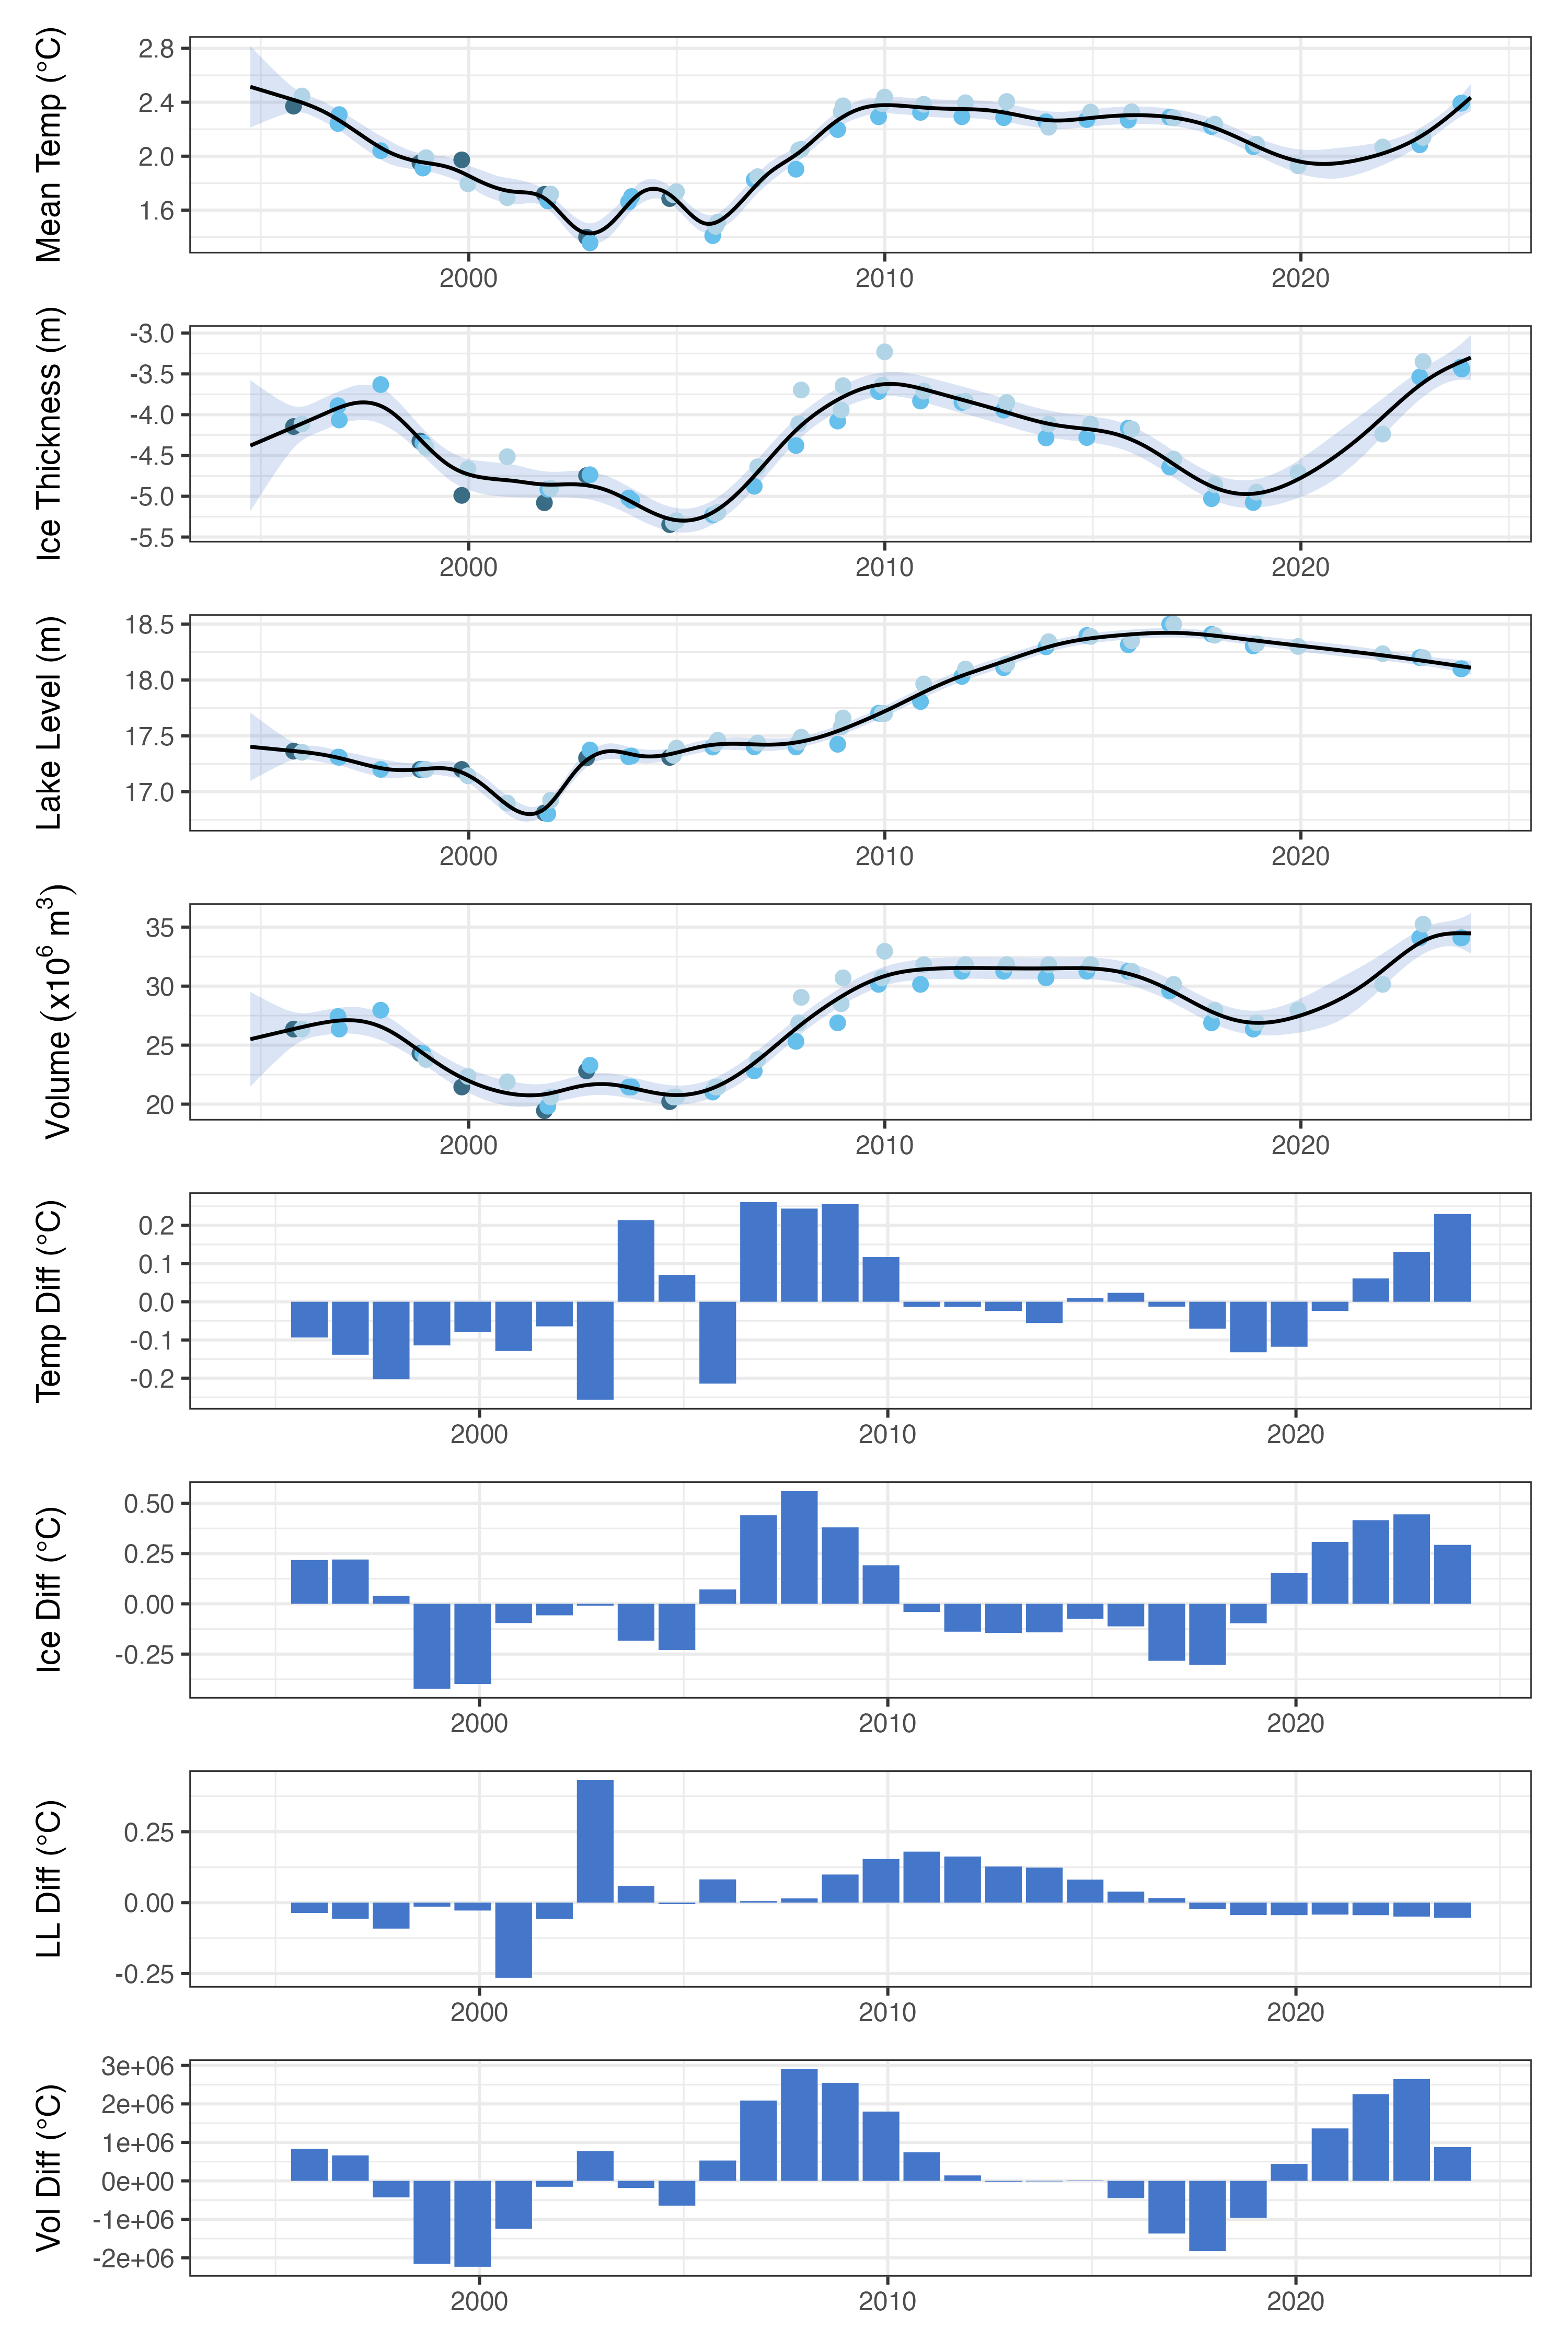 Mean Temp (°C)
2.8
2.4
2.0
1.6
2000 2010 2020
Ice Thickness (m)
-3.0
-3.5
-4.0
-4.5
-5.0
-5.5
2000 2010 2020
Lake Level (m)
18.5
18.0
17.5
17.0
2000 2010 2020
Volume (x10⁶ m³)
35
30
25
20
2000 2010 2020
Temp Diff (°C)
0.2
0.1
0.0
-0.1
-0.2
2000 2010 2020
Ice Diff (°C)
0.50
0.25
0.00
-0.25
2000 2010 2020
LL Diff (°C)
0.25
0.00
-0.25
2000 2010 2020
Vol Diff (°C)
3e+06
2e+06
1e+06
0e+00
-1e+06
-2e+06
2000 2010 2020